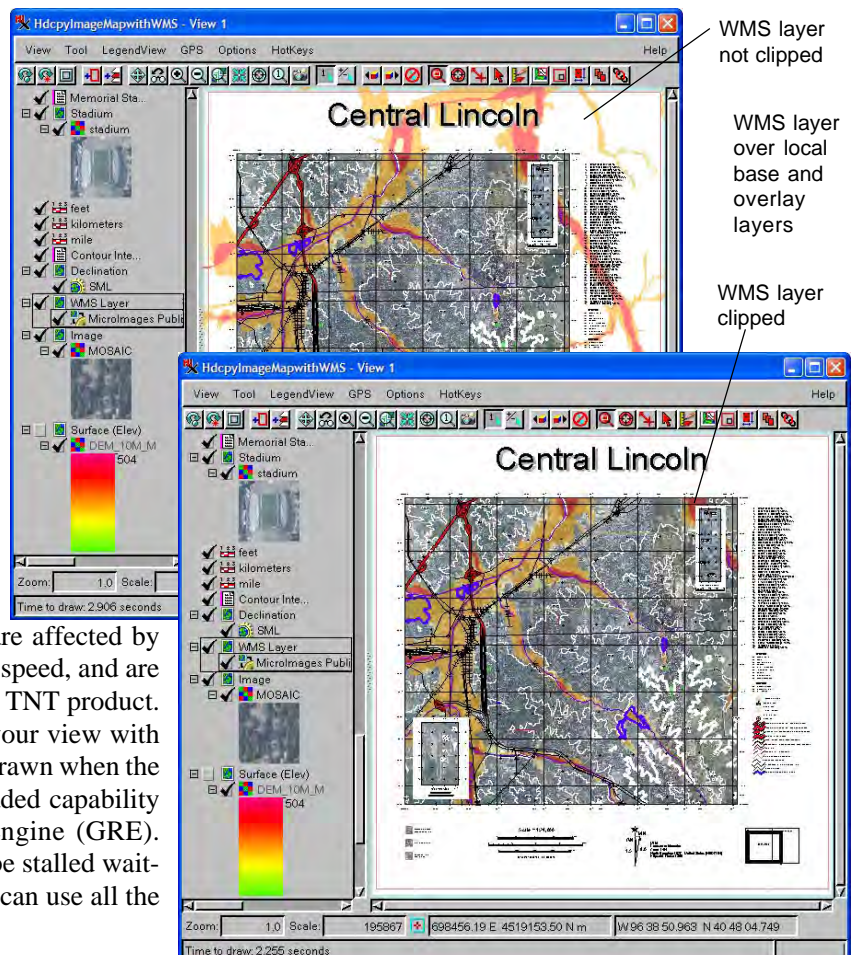 HdcpyImageMapwithWMS - View 1
View Tool LegendView GPS Options HotKeys Help
Memorial Sta...
Stadium
stadium
feet
kilometers
mile
Contour Inte...
Declination
SML
WMS Layer
MicroImages Publi
Image
MOSAIC
Surface (Elev)
DEM_10M_M
504
Zoom: 1.0 Scale:
Time to draw: 2.906 seconds
Central Lincoln
WMS layer
not clipped
WMS layer
over local
base and
overlay
layers
WMS layer
clipped
HdcpyImageMapwithWMS - View 1
View Tool LegendView GPS Options HotKeys Help
Memorial Sta...
Stadium
stadium
feet
kilometers
mile
Contour Inte...
Declination
SML
WMS Layer
MicroImages Publi
Image
MOSAIC
Surface (Elev)
DEM_10M_M
504
Central Lincoln
Zoom: 1.0 Scale: 195867 698456.19 E 4519153.50 N m W 96 38 50.963 N 40 48 04.749
Time to draw: 2.255 seconds
re affected by
speed, and are
TNT product.
your view with
rawn when the
ded capability
ngine (GRE).
be stalled wait-
can use all the